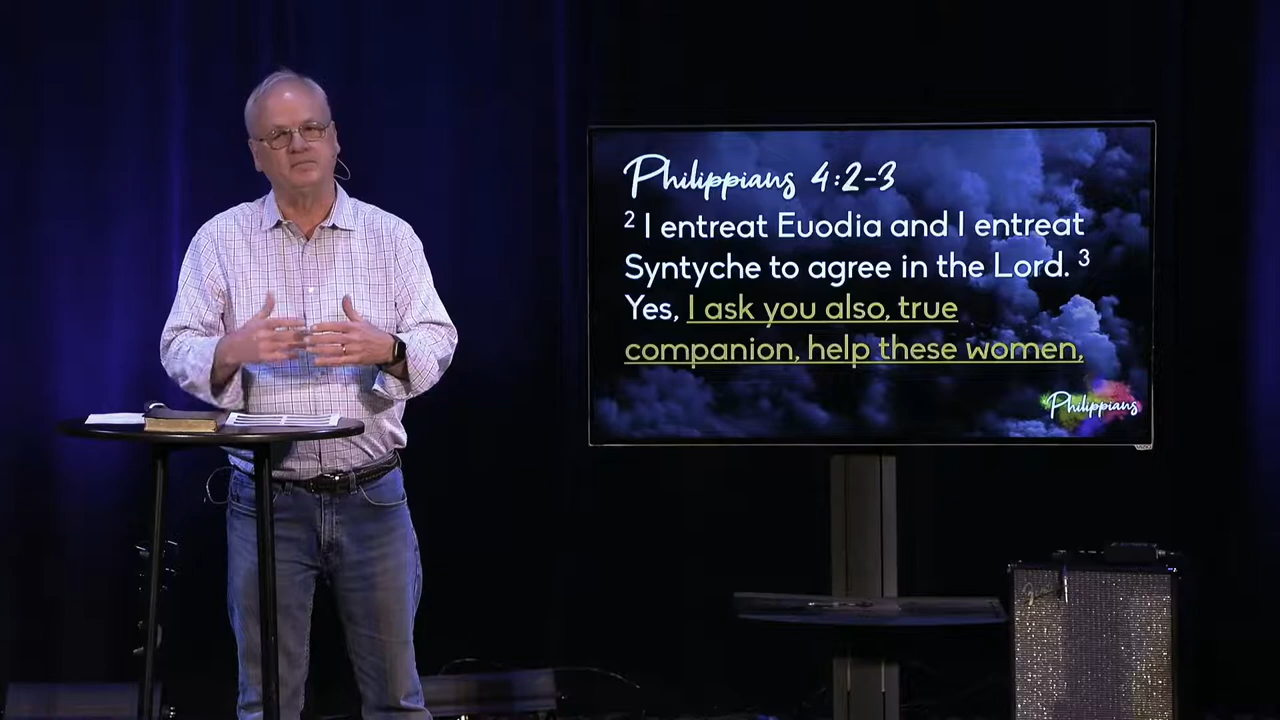 Philippians 4:2-3
2 I entreat Euodia and I entreat
Syntyche to agree in the Lord. 3
Yes, I ask you also, true
companion, help these women,
Philippians
Fender